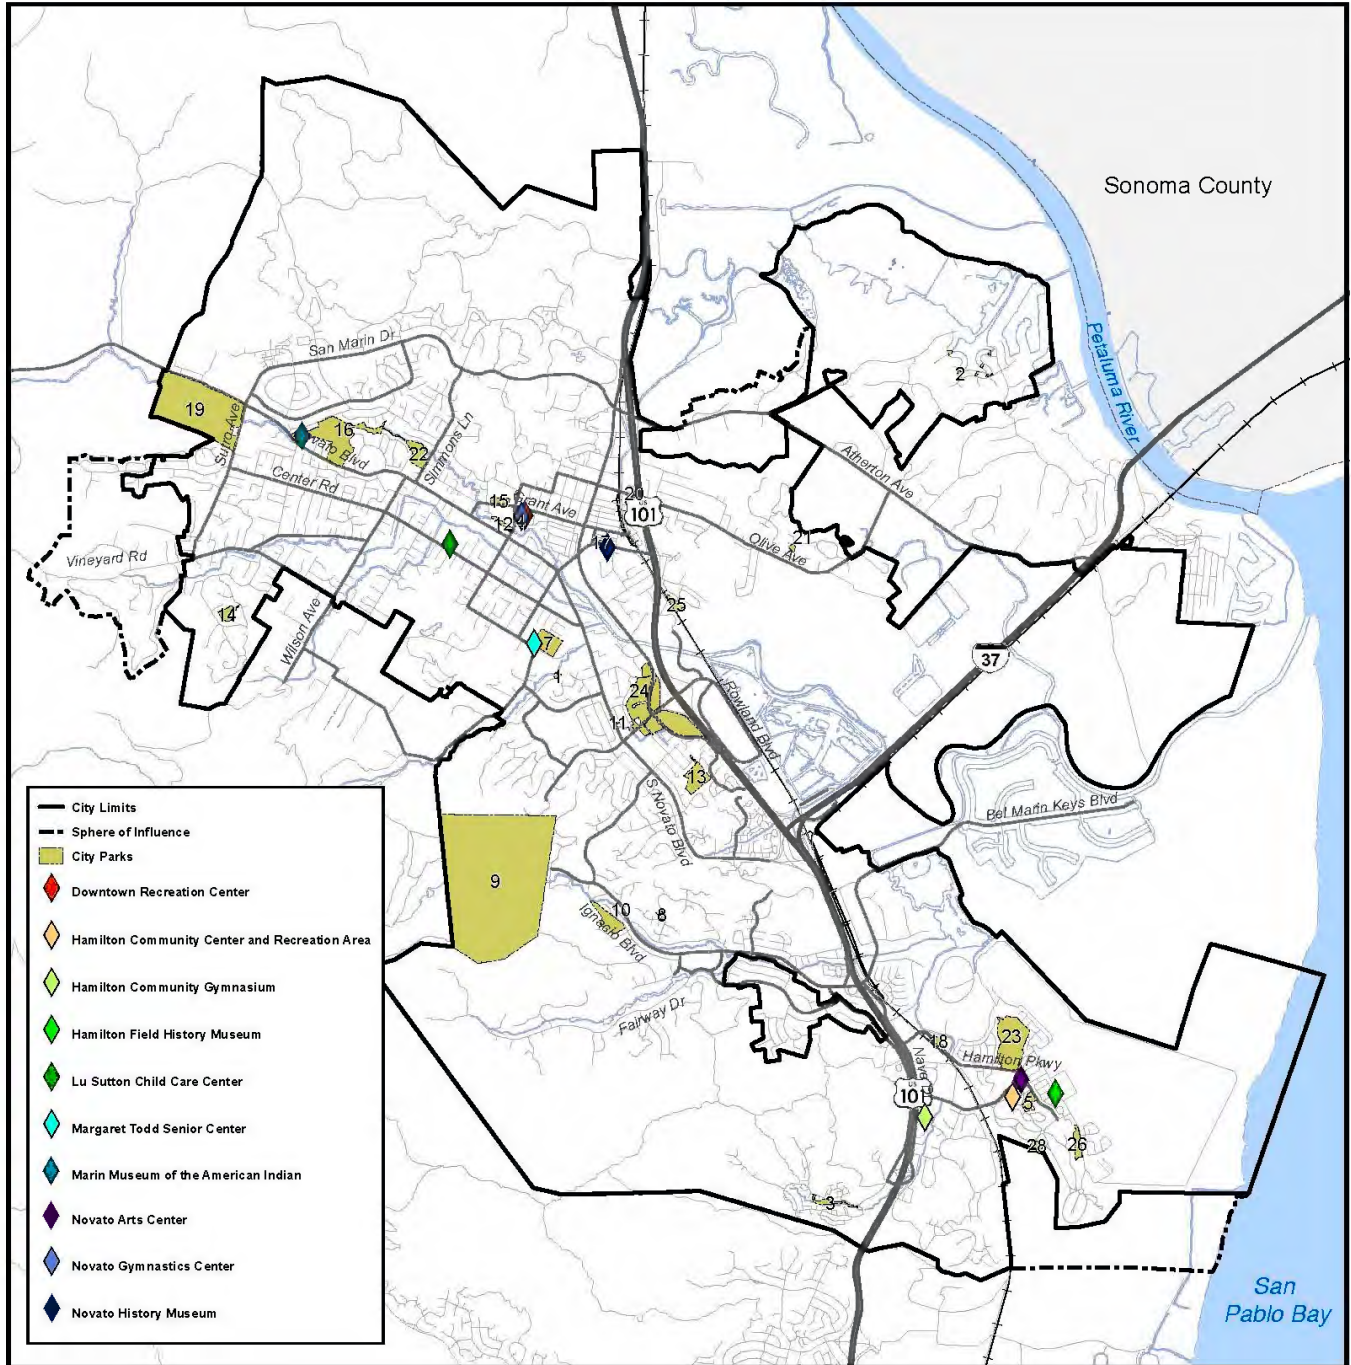 Sonoma County
San Marin Dr
Petaluma River
2
19
16
Sutro Ave
Novato Blvd
22
Simmons Ln
Center Rd
Atherton Ave
15
Grant Ave
20
US
101
4
12
17
21
Olive Ave
Vineyard Rd
14
Wilson Ave
25
7
1
37
24
11
Rowland Blvd
13
S Novato Blvd
Bel Marin Keys Blvd
9
10
8
Ignacio Blvd
Fairway Dr
18
23
Hamilton Pkwy
US
101
5
28
26
3
San
Pablo Bay
City Limits
Sphere of Influence
City Parks
Downtown Recreation Center
Hamilton Community Center and Recreation Area
Hamilton Community Gymnasium
Hamilton Field History Museum
Lu Sutton Child Care Center
Margaret Todd Senior Center
Marin Museum of the American Indian
Novato Arts Center
Novato Gymnastics Center
Novato History Museum